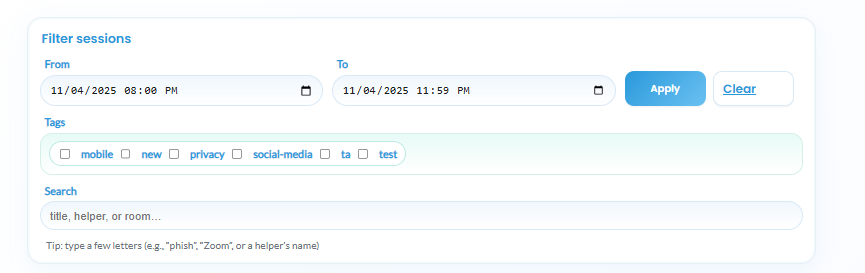 Filter sessions
From To
11/04/2025 08:00 PM 11/04/2025 11:59 PM Apply Clear
Tags
mobile new privacy social-media ta test
Search
title, helper, or room...
Tip: type a few letters (e.g., "phish", "Zoom", or a helper's name)